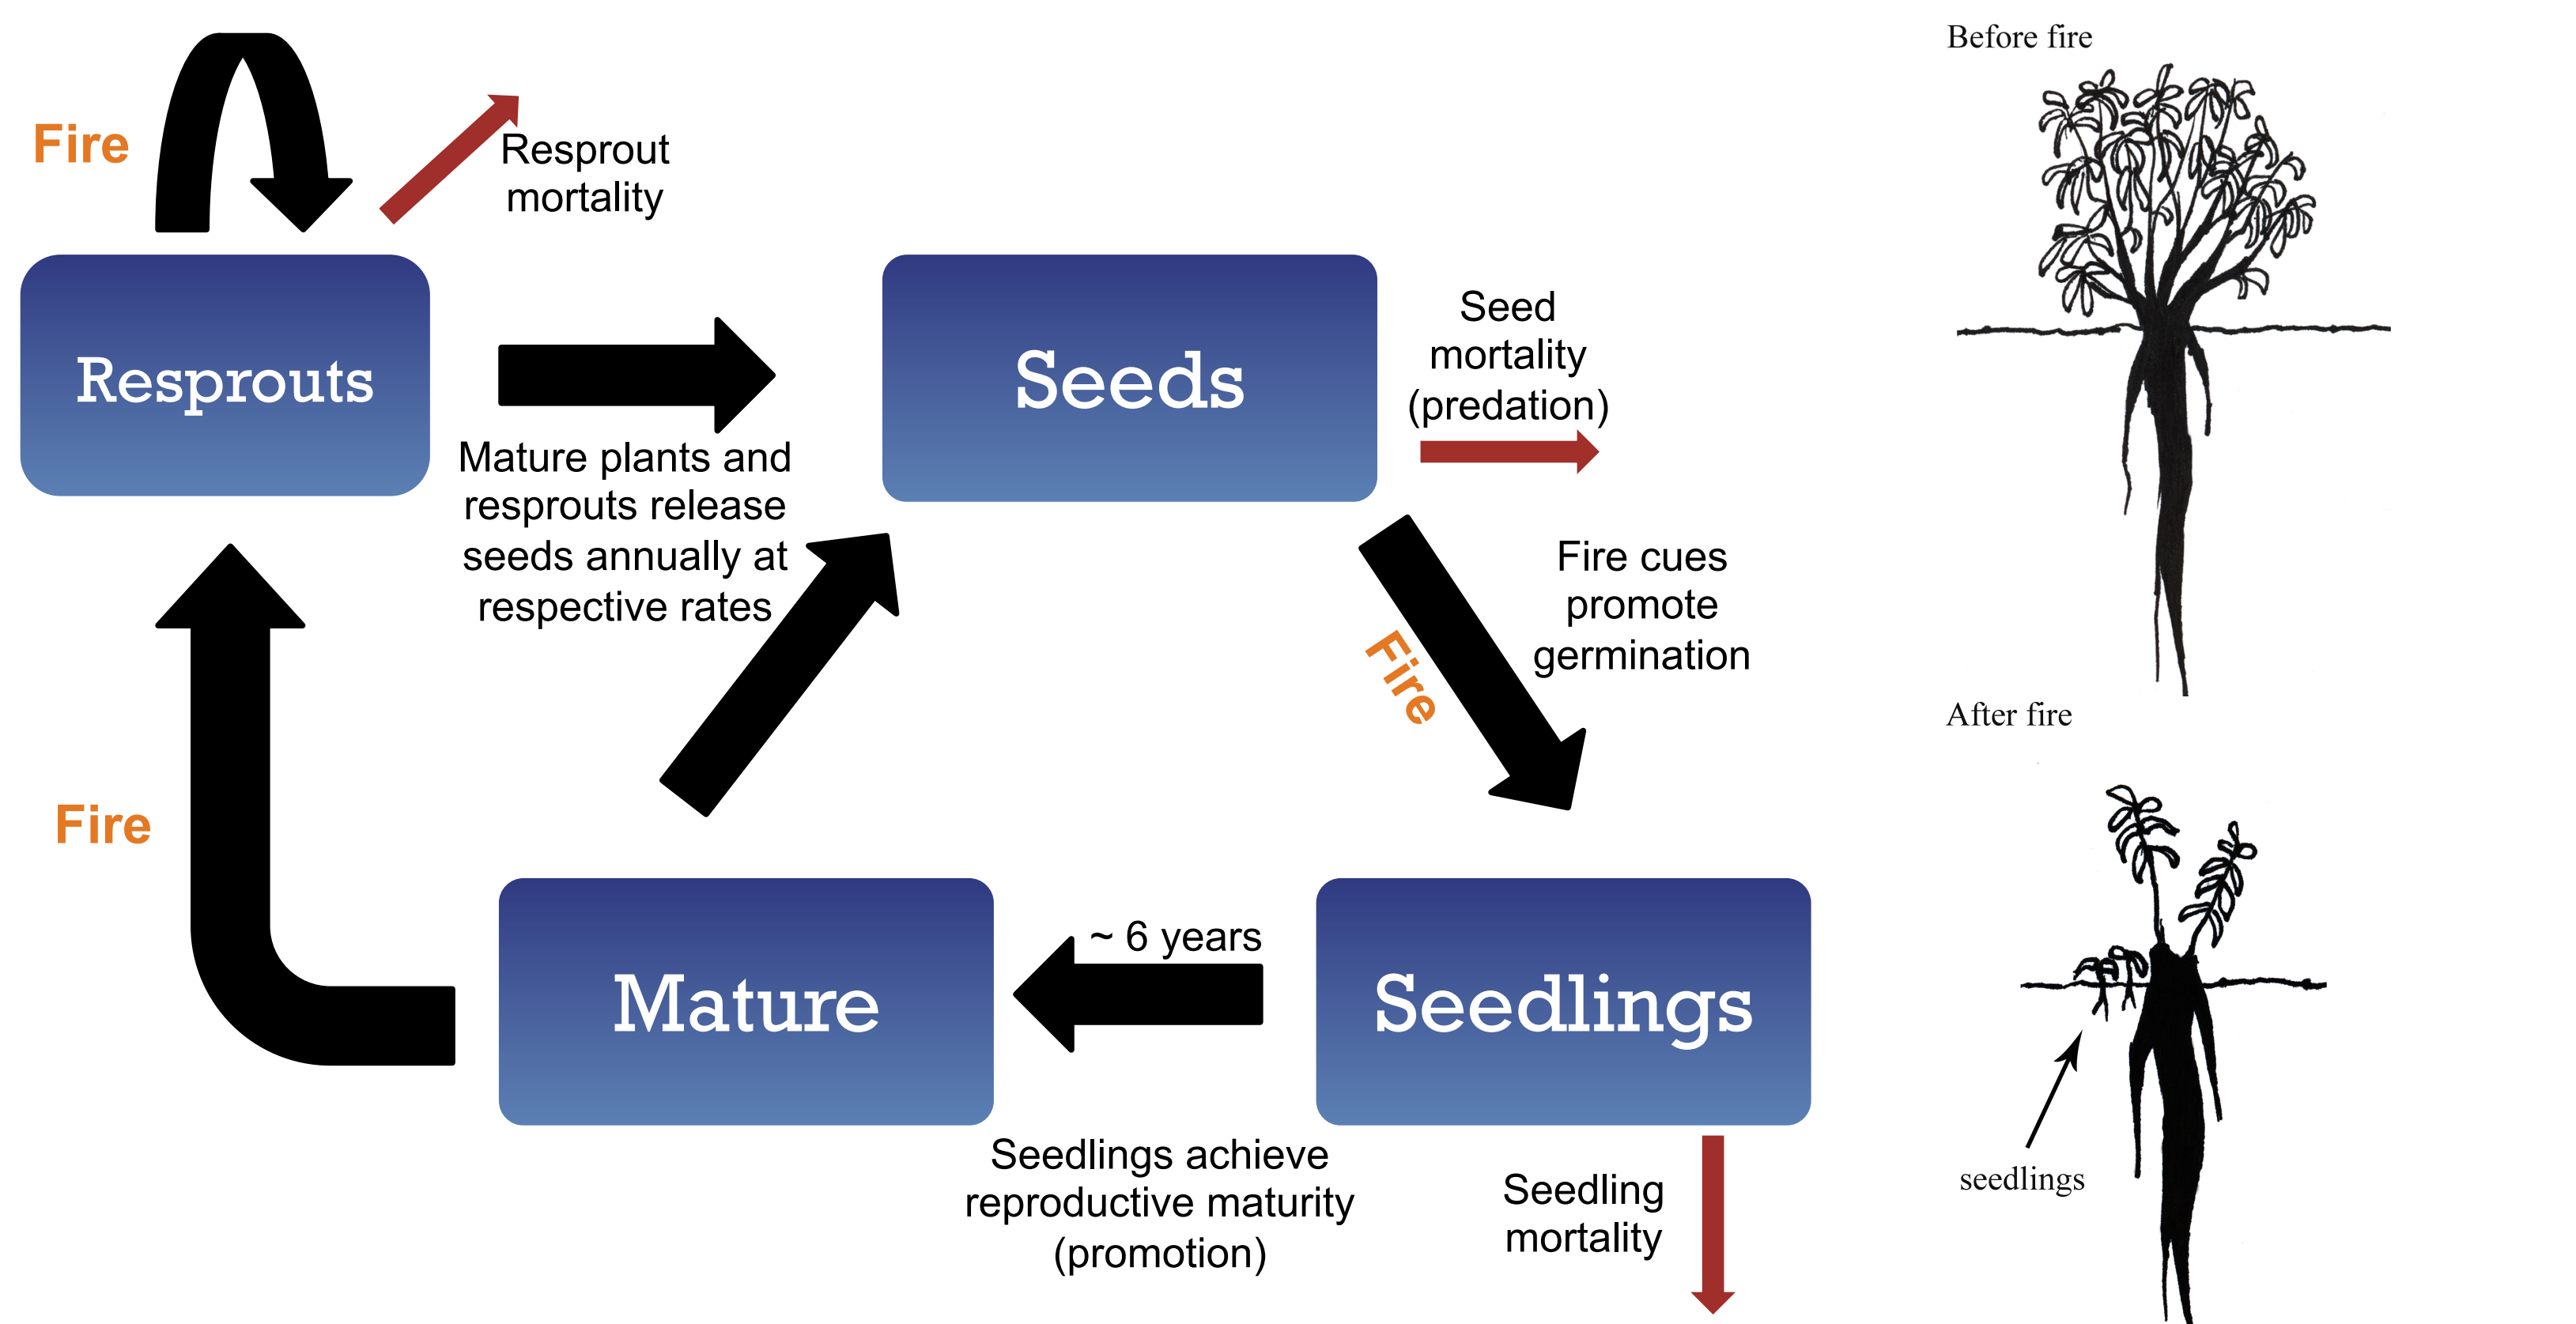 Fire
Resprout
mortality
Resprouts
Mature plants and
resprouts release
seeds annually at
respective rates
Seeds
Seed
mortality
(predation)
Fire cues
promote
germination
Fire
Fire
Mature
~ 6 years
Seedlings achieve
reproductive maturity
(promotion)
Seedlings
Seedling
mortality
Before fire
After fire
seedlings